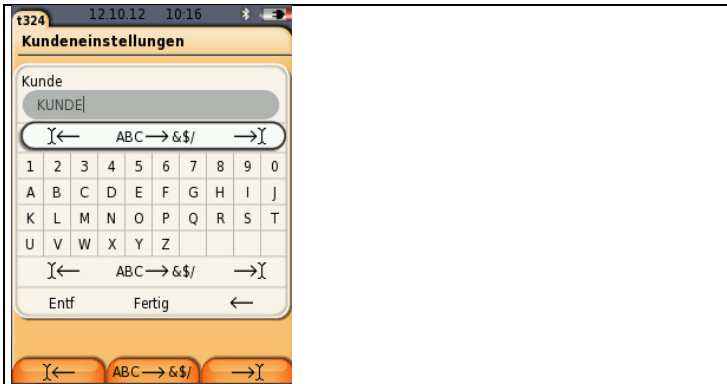 t324 12.10.12 10:16
Kundeneinstellungen
Kunde
KUNDE
ABC→&$/
1 2 3 4 5 6 7 8 9 0
A B C D E F G H I J
K L M N O P Q R S T
U V W X Y Z
ABC→&$/
Entf Fertig ←
ABC→&$/